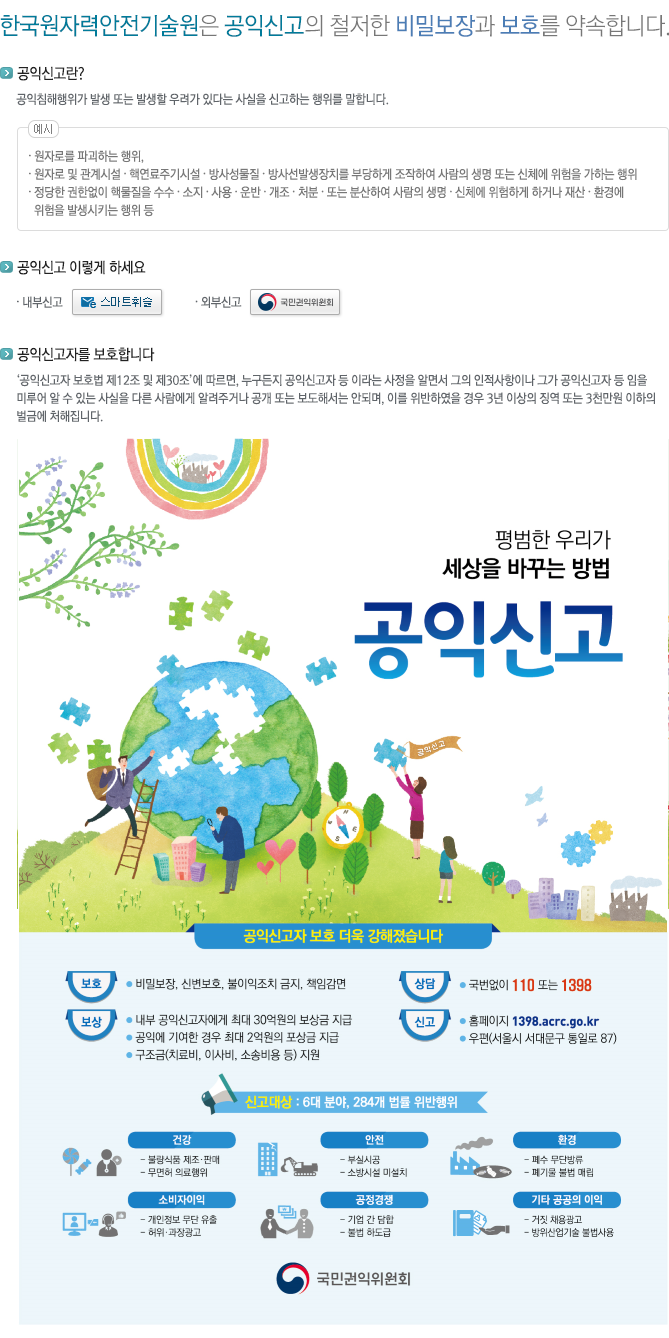 한국원자력안전기술원은 공익신고의 철저한 비밀보장과 보호를 약속합니다.
공익신고란?
공익침해행위가 발생 또는 발생할 우려가 있다는 사실을 신고하는 행위를 말합니다.
예시
· 원자로를 파괴하는 행위,
· 원자로 및 관계시설 · 핵연료주기시설 · 방사성물질 · 방사선발생장치를 부당하게 조작하여 사람의 생명 또는 신체에 위험을 가하는 행위
· 정당한 권한없이 핵물질을 수수 · 소지 · 사용 · 운반 · 개조 · 처분 · 또는 분산하여 사람의 생명 · 신체에 위험하게 하거나 재산 · 환경에
위험을 발생시키는 행위 등
공익신고 이렇게 하세요
· 내부신고 스마트휘슬 · 외부신고 국민권익위원회
공익신고자를 보호합니다
‘공익신고자 보호법 제12조 및 제30조’에 따르면, 누구든지 공익신고자 등 이라는 사정을 알면서 그의 인적사항이나 그가 공익신고자 등 임을
미루어 알 수 있는 사실을 다른 사람에게 알려주거나 공개 또는 보도해서는 안되며, 이를 위반하였을 경우 3년 이상의 징역 또는 3천만원 이하의
벌금에 처해집니다.
평범한 우리가
세상을 바꾸는 방법
공익신고
공익신고
N
E
S
W
공익신고자 보호 더욱 강해졌습니다
보호 ● 비밀보장, 신변보호, 불이익조치 금지, 책임감면
상담 ● 국번없이 110 또는 1398
보상 ● 내부 공익신고자에게 최대 30억원의 보상금 지급
● 공익에 기여한 경우 최대 2억원의 포상금 지급
● 구조금(치료비, 이사비, 소송비용 등) 지원
신고 ● 홈페이지 1398.acrc.go.kr
● 우편(서울시 서대문구 통일로 87)
신고대상 : 6대 분야, 284개 법률 위반행위
건강
– 불량식품 제조·판매
– 무면허 의료행위
안전
– 부실시공
– 소방시설 미설치
환경
– 폐수 무단방류
– 폐기물 불법 매립
소비자이익
– 개인정보 무단 유출
– 허위·과장광고
공정경쟁
– 기업 간 담합
– 불법 하도급
기타 공공의 이익
– 거짓 채용광고
– 방위산업기술 불법사용
국민권익위원회